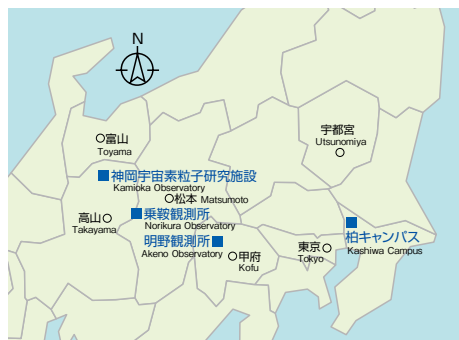 N
富山
Toyama
宇都宮
Utsunomiya
神岡宇宙素粒子研究施設
Kamioka Observatory
松本 Matsumoto
高山
Takayama
乗鞍観測所
Norikura Observatory
明野観測所
Akeno Observatory
甲府
Kofu
東京
Tokyo
柏キャンパス
Kashiwa Campus